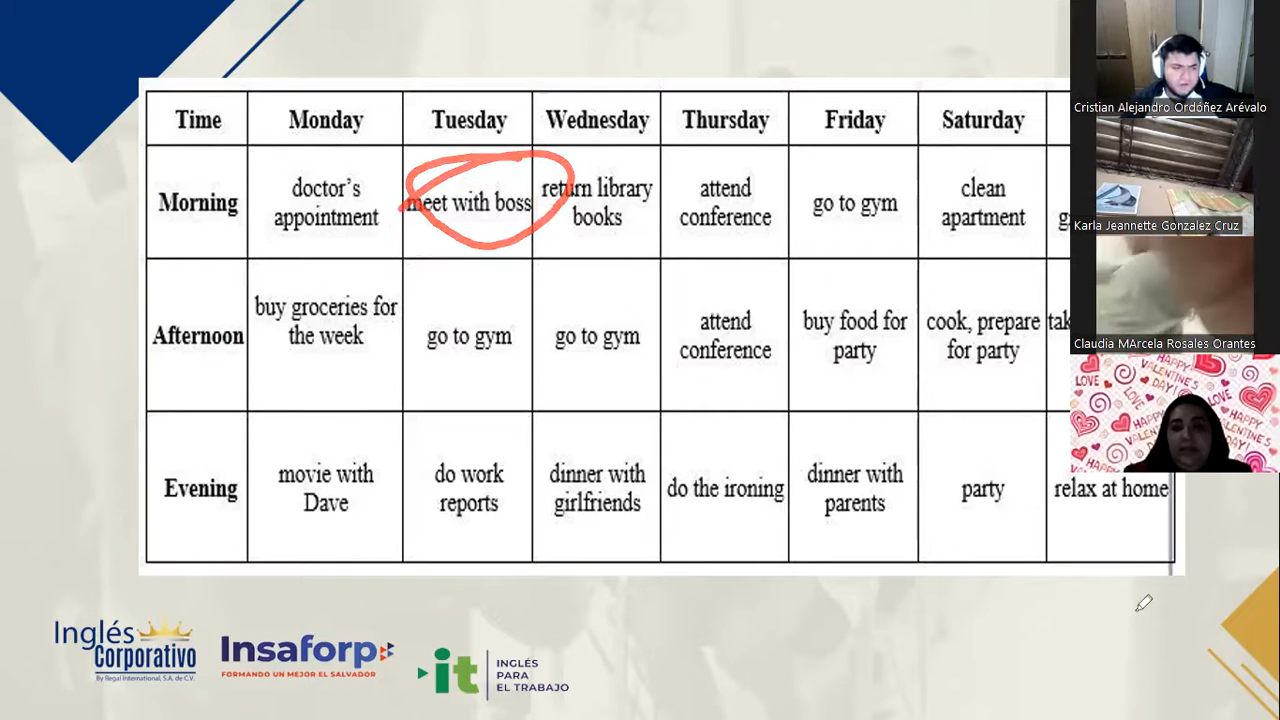 Time Monday Tuesday Wednesday Thursday Friday Saturday
Morning
doctor's
appointment
meet with boss
return library
books
attend
conference
go to gym
clean
apartment
Afternoon
buy groceries for
the week
go to gym
go to gym
attend
conference
buy food for
party
cook, prepare
for party
Evening
movie with
Dave
do work
reports
dinner with
girlfriends
do the ironing
dinner with
parents
party
relax at home
Cristian Alejandro Ordóñez Arévalo
Karla Jeannette Gonzalez Cruz
Claudia MArcela Rosales Orantes
HAPPY
VALENTINE'S
DAY!
LOVE
Inglés
Corporativo
By Regal International, S.A. de C.V.
Insaforp
FORMANDO UN MEJOR EL SALVADOR
it
INGLÉS
PARA
EL TRABAJO